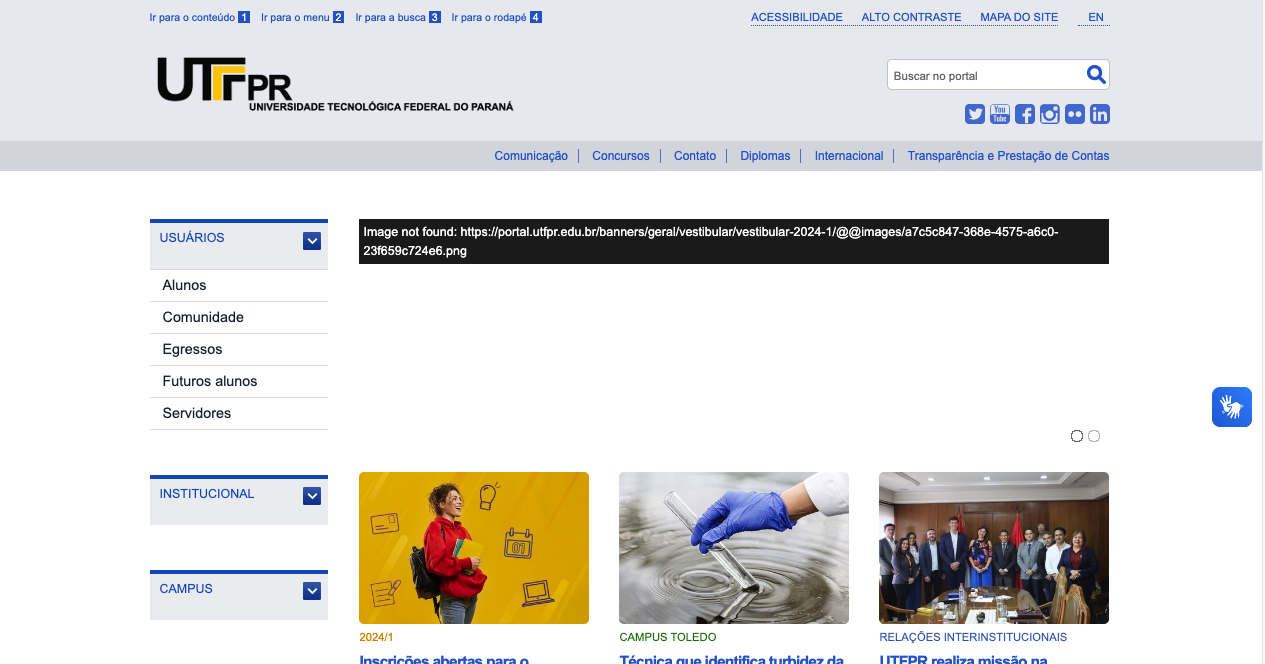 Ir para o conteúdo 1 Ir para o menu 2 Ir para a busca 3 Ir para o rodapé 4
ACESSIBILIDADE ALTO CONTRASTE MAPA DO SITE EN
UTFPR
UNIVERSIDADE TECNOLÓGICA FEDERAL DO PARANÁ
Buscar no portal
You Tube
Comunicação Concursos Contato Diplomas Internacional Transparência e Prestação de Contas
USUÁRIOS
Alunos
Comunidade
Egressos
Futuros alunos
Servidores
INSTITUCIONAL
CAMPUS
Image not found: https://portal.utfpr.edu.br/banners/geral/vestibular/vestibular-2024-1/@@images/a7c5c847-368e-4575-a6c0-
23f659c724e6.png
01
2024/1
Inscrições abertas para o
CAMPUS TOLEDO
Técnica que identifica turbidez da
RELAÇÕES INTERINSTITUCIONAIS
UTFPR realiza missão na